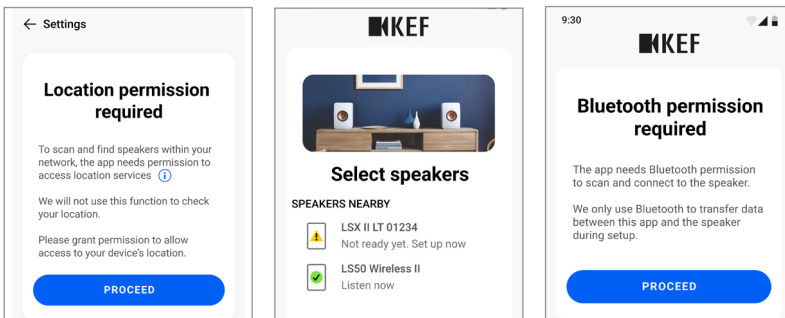 ← Settings
Location permission
required
To scan and find speakers within your
network, the app needs permission to
access location services
We will not use this function to check
your location.
Please grant permission to allow
access to your device's location.
PROCEED
KEF
Select speakers
SPEAKERS NEARBY
LSX II LT 01234
Not ready yet. Set up now
LS50 Wireless II
Listen now
9:30
KEF
Bluetooth permission
required
The app needs Bluetooth permission
to scan and connect to the speaker.
We only use Bluetooth to transfer data
between this app and the speaker
during setup.
PROCEED